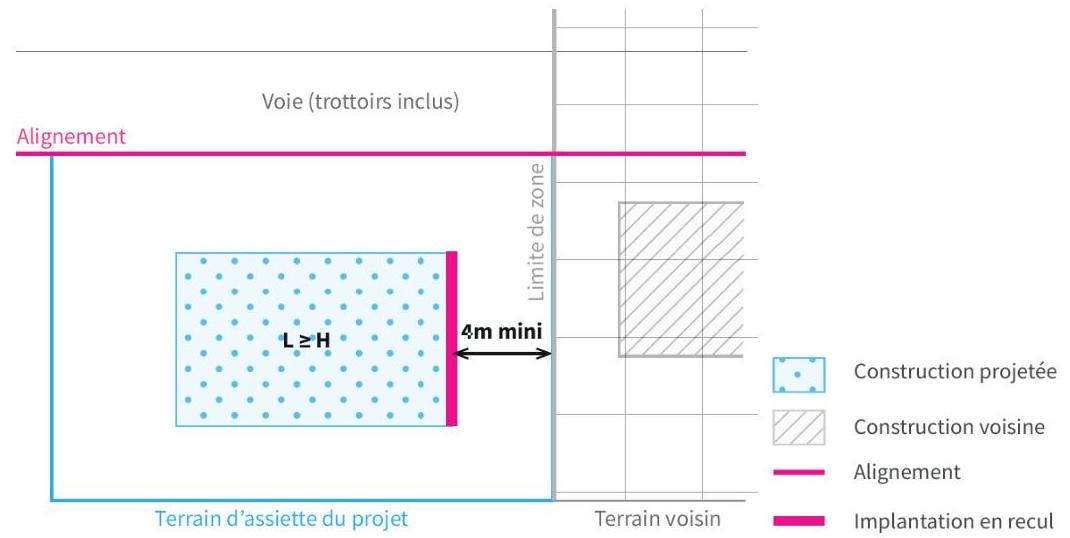 Voie (trottoirs inclus)
Alignement
Limite de zone
4m mini
L ≥ H
Construction projetée
Construction voisine
Alignement
Implantation en recul
Terrain d’assiette du projet
Terrain voisin